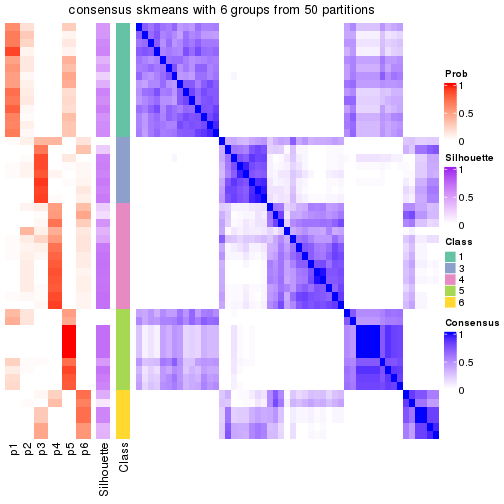 consensus skmeans with 6 groups from 50 partitions
Prob
1
0.5
0
Silhouette
1
0.5
0
Class
1
3
4
5
6
Consensus
1
0.5
0
p1
p2
p3
p4
p5
p6
Silhouette
Class